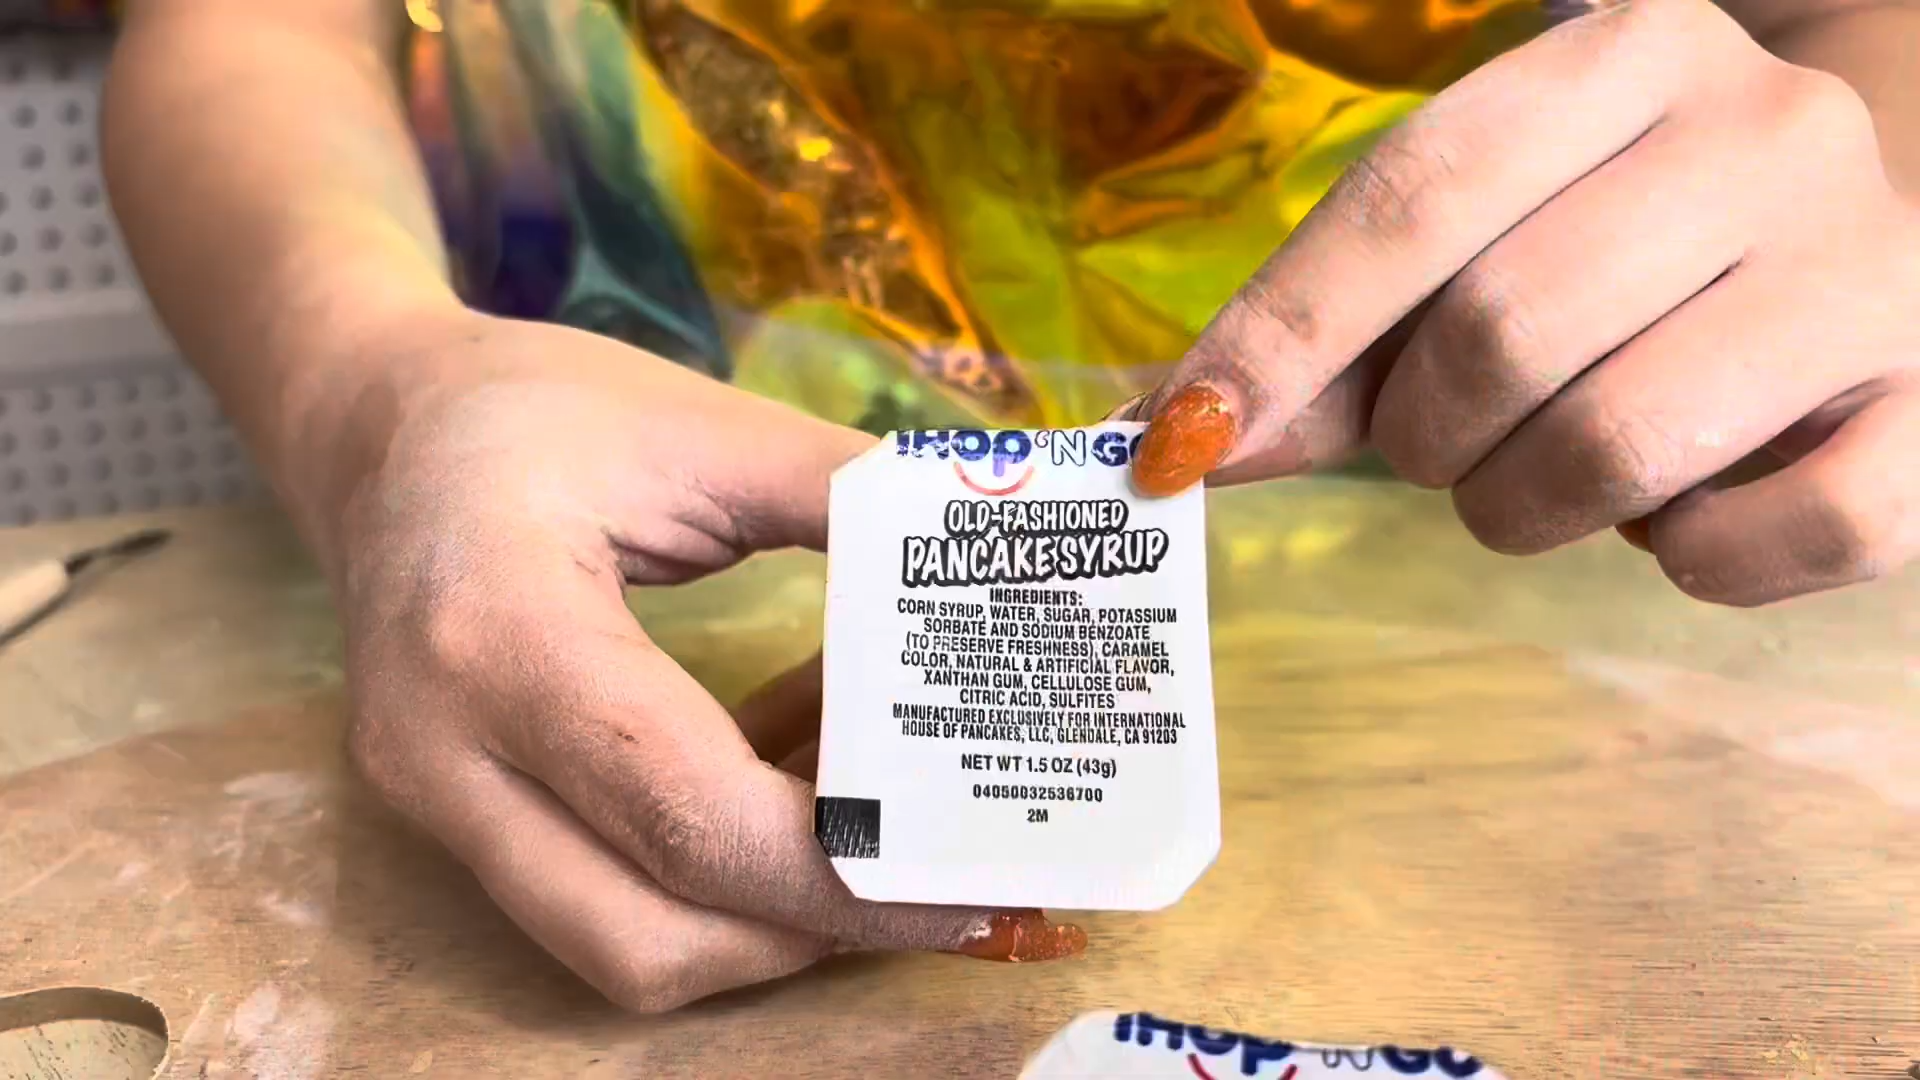 IHOP 'N GO
OLD-FASHIONED
PANCAKE SYRUP
INGREDIENTS:
CORN SYRUP, WATER, SUGAR, POTASSIUM
SORBATE AND SODIUM BENZOATE
(TO PRESERVE FRESHNESS), CARAMEL
COLOR, NATURAL & ARTIFICIAL FLAVOR,
XANTHAN GUM, CELLULOSE GUM,
CITRIC ACID, SULFITES
MANUFACTURED EXCLUSIVELY FOR INTERNATIONAL
HOUSE OF PANCAKES, LLC, GLENDALE, CA 91203
NET WT 1.5 OZ (43g)
04050032536700
2M
IHOP 'N GO